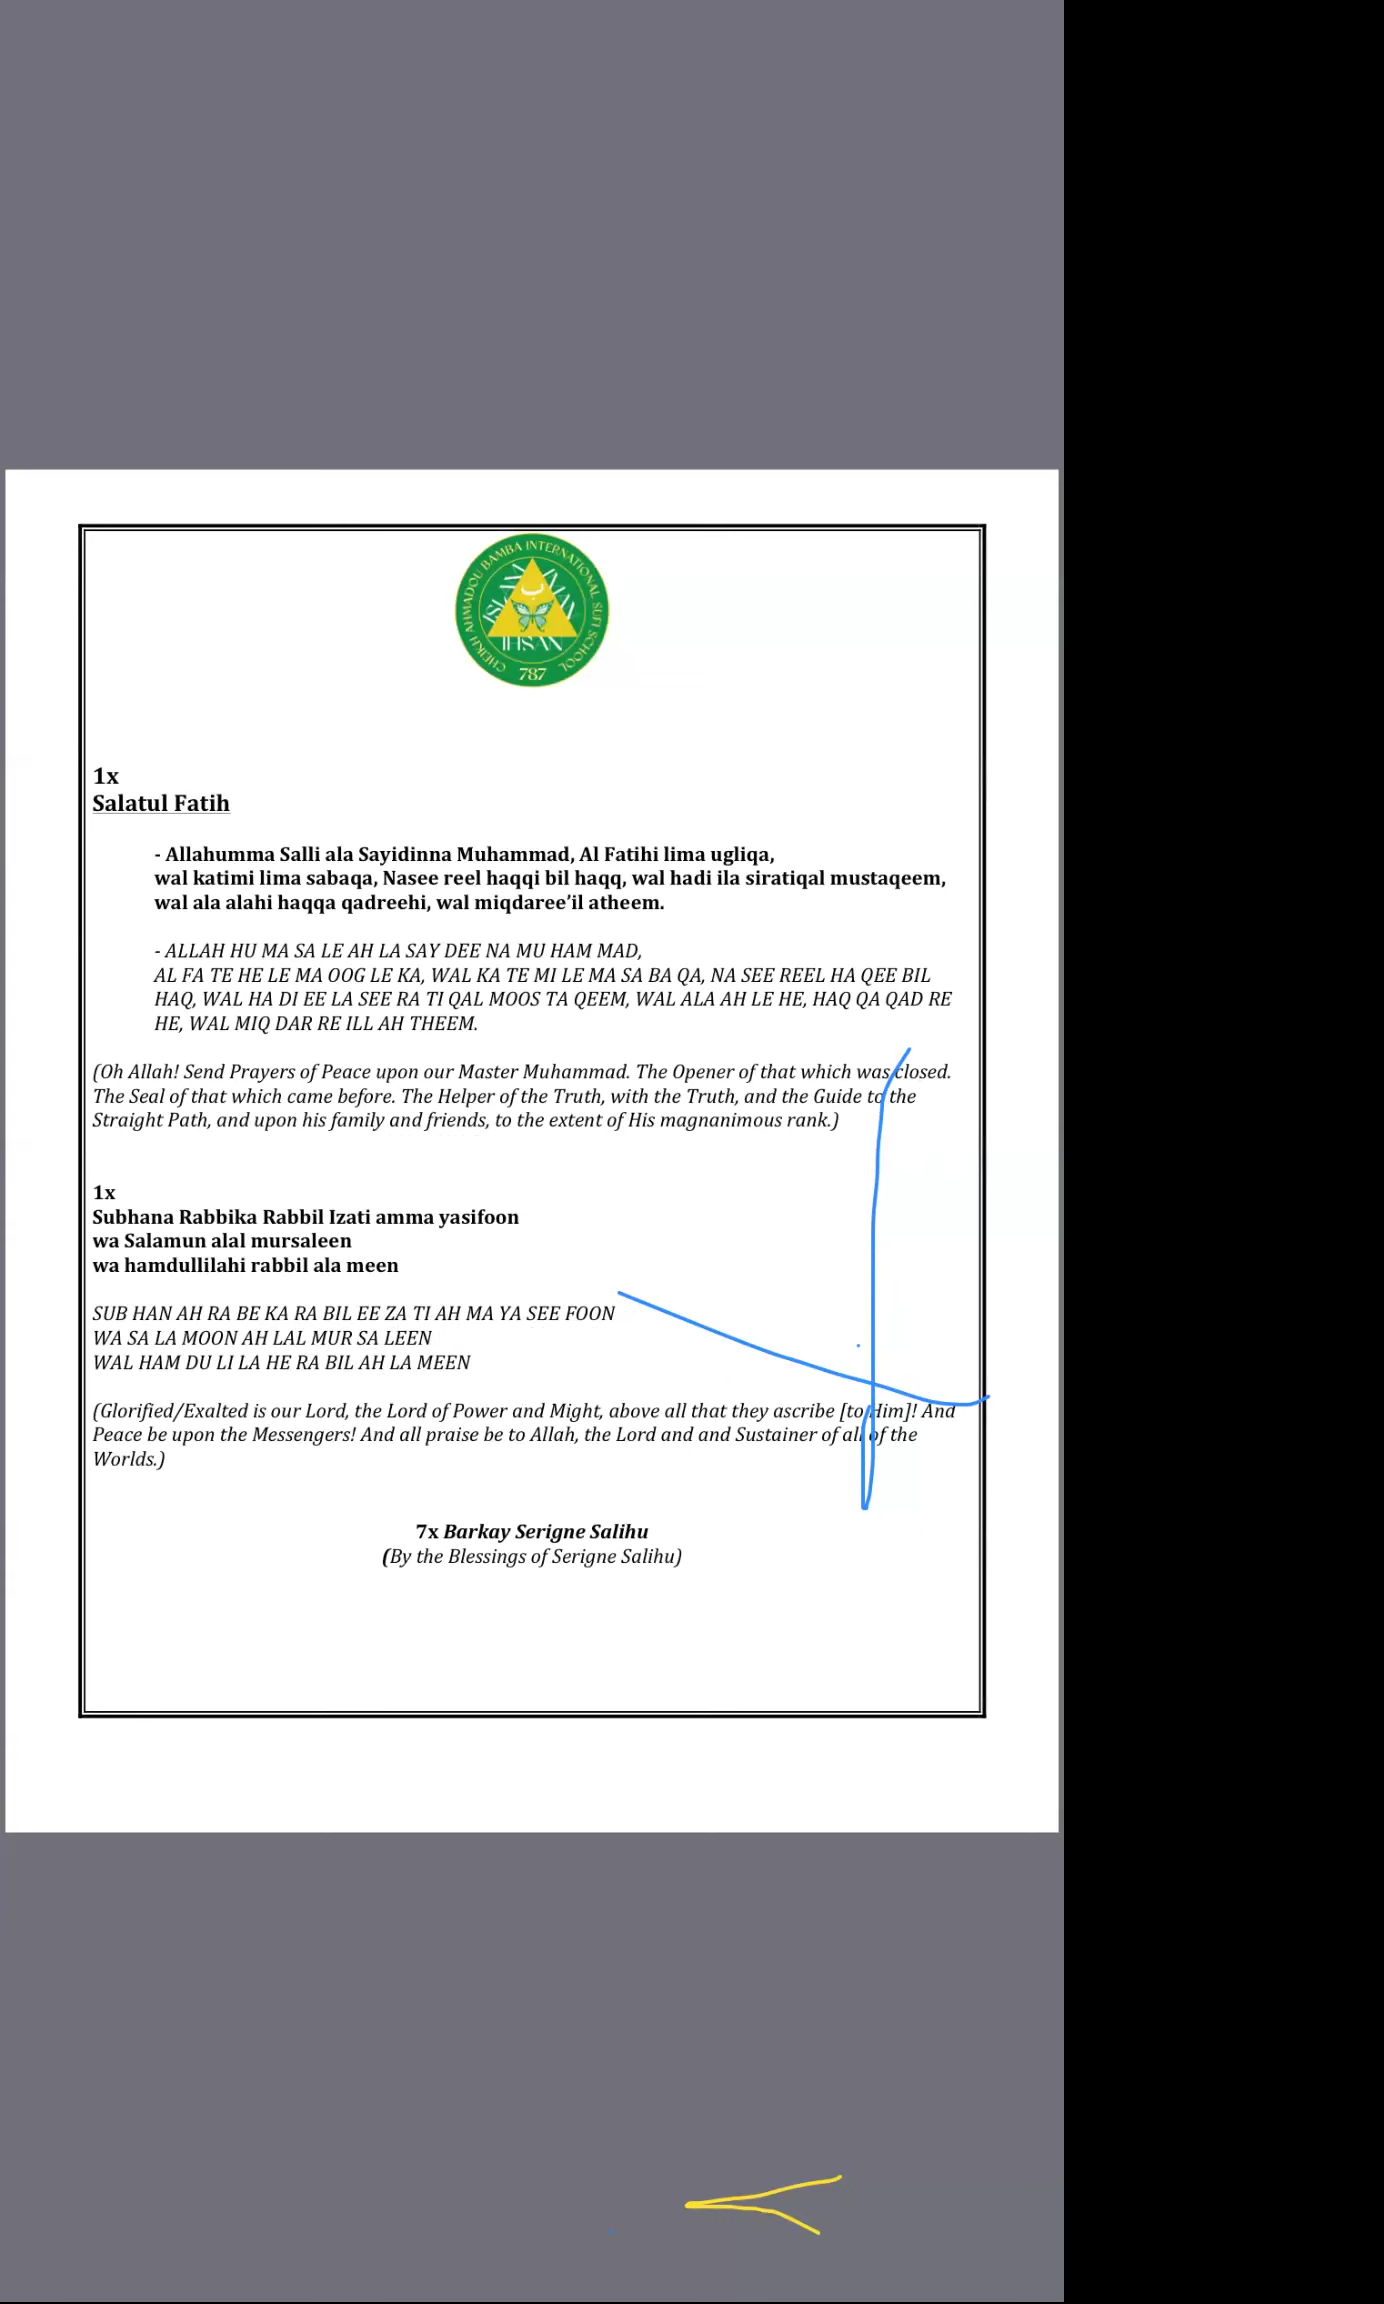 CHEIKH AHMADOU BAMBA INTERNATIONAL SUFI SCHOOL
ب
IHSAN
787
1x
Salatul Fatih
- Allahumma Salli ala Sayidinna Muhammad, Al Fatihi lima ugliqa,
wal katimi lima sabaqa, Nasee reel haqqi bil haqq, wal hadi ila siratiqal mustaqeem,
wal ala alahi haqqa qadreehi, wal miqdaree’il atheem.
- ALLAH HU MA SA LE AH LA SAY DEE NA MU HAM MAD,
AL FA TE HE LE MA OOG LE KA, WAL KA TE MI LE MA SA BA QA, NA SEE REEL HA QEE BIL
HAQ, WAL HA DI EE LA SEE RA TI QAL MOOS TA QEEM, WAL ALA AH LE HE, HAQ QA QAD RE
HE, WAL MIQ DAR RE ILL AH THEEM.
(Oh Allah! Send Prayers of Peace upon our Master Muhammad. The Opener of that which was closed.
The Seal of that which came before. The Helper of the Truth, with the Truth, and the Guide to the
Straight Path, and upon his family and friends, to the extent of His magnanimous rank.)
1x
Subhana Rabbika Rabbil Izati amma yasifoon
wa Salamun alal mursaleen
wa hamdullilahi rabbil ala meen
SUB HAN AH RA BE KA RA BIL EE ZA TI AH MA YA SEE FOON
WA SA LA MOON AH LAL MUR SA LEEN
WAL HAM DU LI LA HE RA BIL AH LA MEEN
(Glorified/Exalted is our Lord, the Lord of Power and Might, above all that they ascribe [to Him]! And
Peace be upon the Messengers! And all praise be to Allah, the Lord and and Sustainer of all of the
Worlds.)
7x Barkay Serigne Salihu
(By the Blessings of Serigne Salihu)